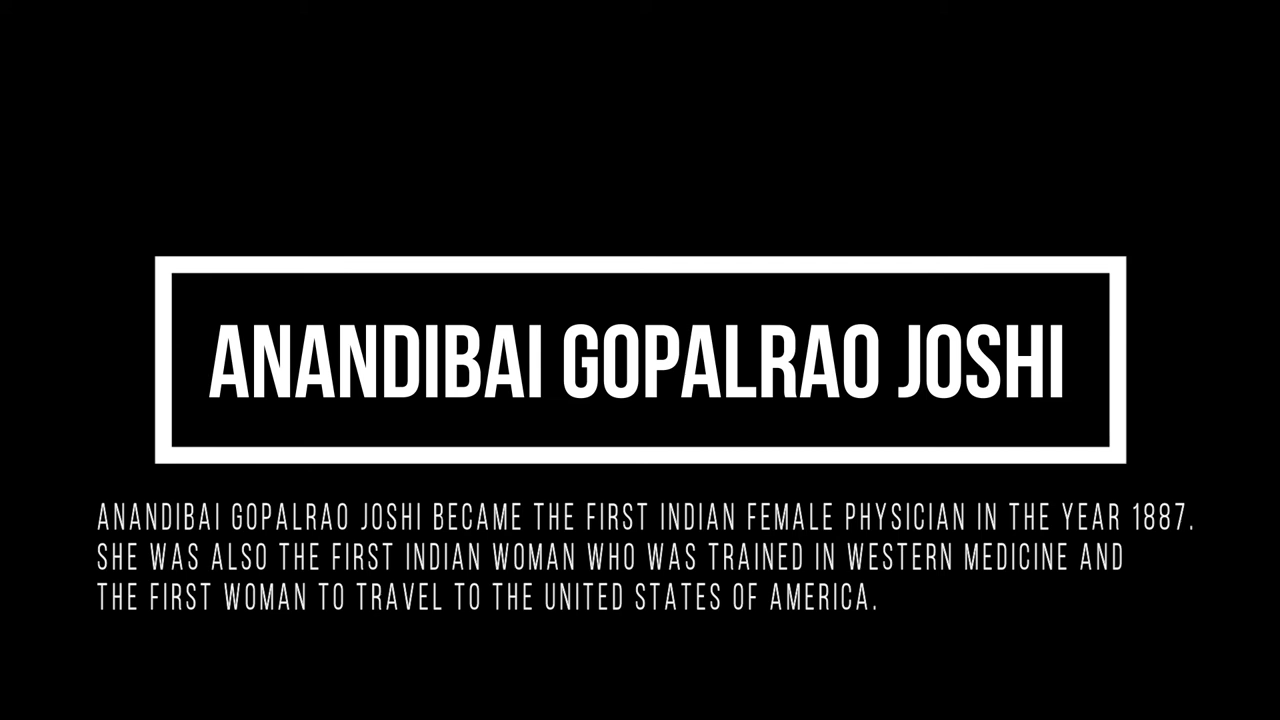 ANANDIBAI GOPALRAO JOSHI
ANANDIBAI GOPALRAO JOSHI BECAME THE FIRST INDIAN FEMALE PHYSICIAN IN THE YEAR 1887.
SHE WAS ALSO THE FIRST INDIAN WOMAN WHO WAS TRAINED IN WESTERN MEDICINE AND
THE FIRST WOMAN TO TRAVEL TO THE UNITED STATES OF AMERICA.